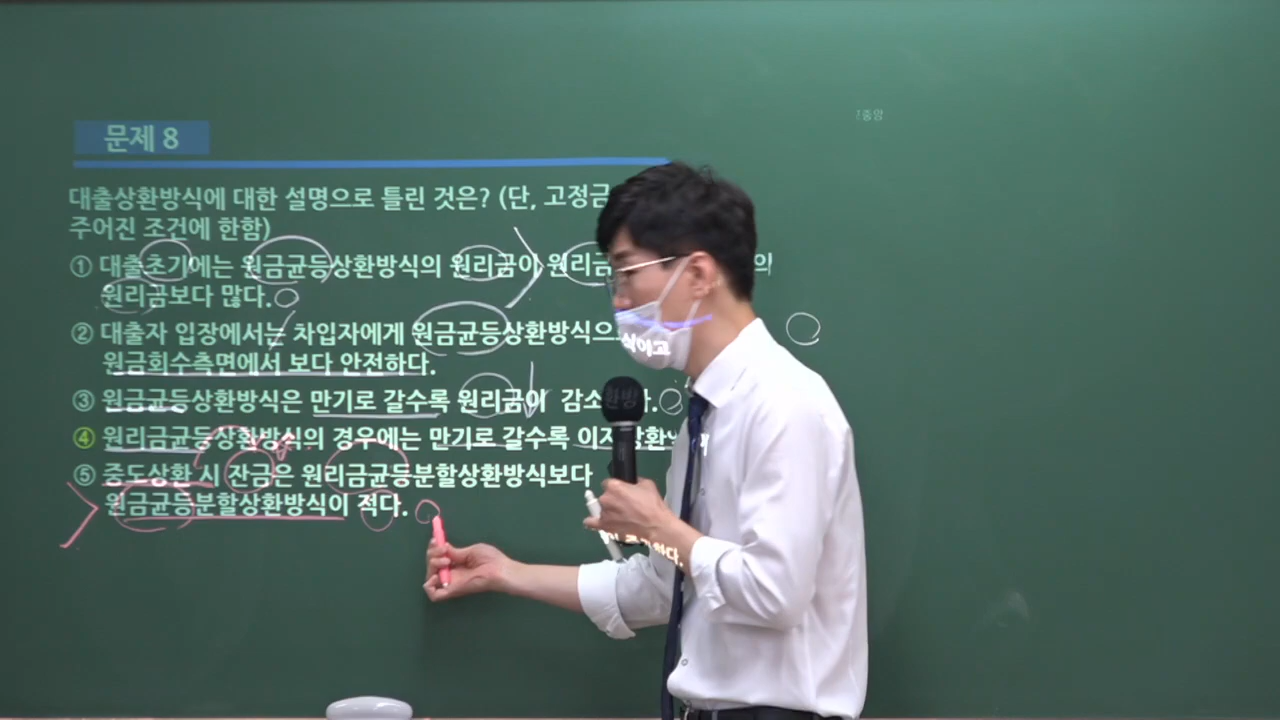 문제 8
대출상환방식에 대한 설명으로 틀린 것은? (단, 고정금
주어진 조건에 한함)
① 대출초기에는 원금균등상환방식의 원리금이 원리금 의
원리금보다 많다.
② 대출자 입장에서는 차입자에게 원금균등상환방식으
원금회수측면에서 보다 안전하다.
③ 원금균등상환방식은 만기로 갈수록 원리금이 감소
④ 원리금균등상환방식의 경우에는 만기로 갈수록 이자상환
⑤ 중도상환 시 잔금은 원리금균등분할상환방식보다
원금균등분할상환방식이 적다.